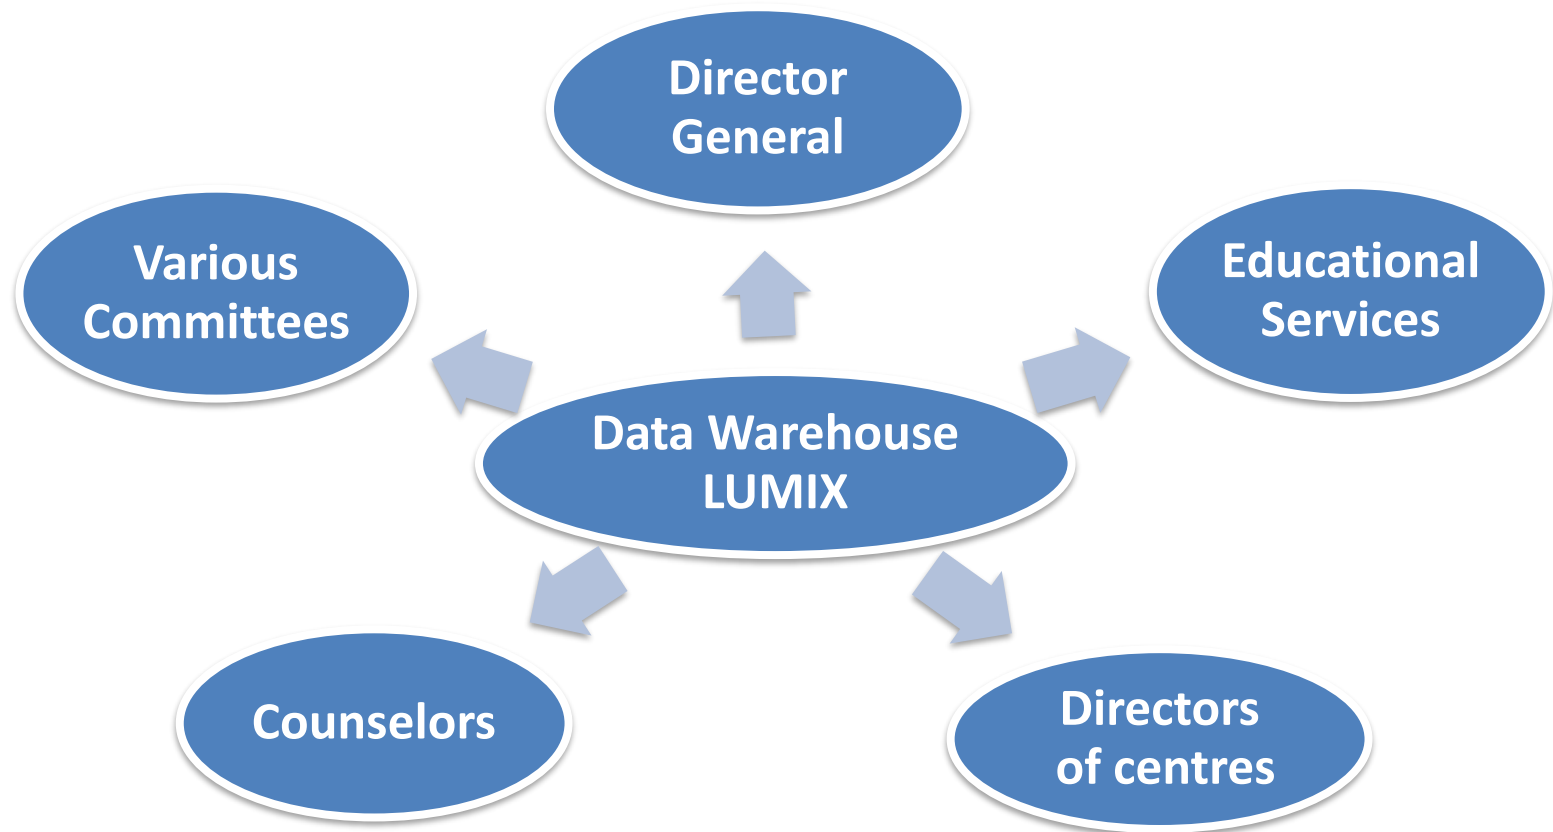 Director
General
Various
Committees
Educational
Services
Data Warehouse
LUMIX
Counselors
Directors
of centres